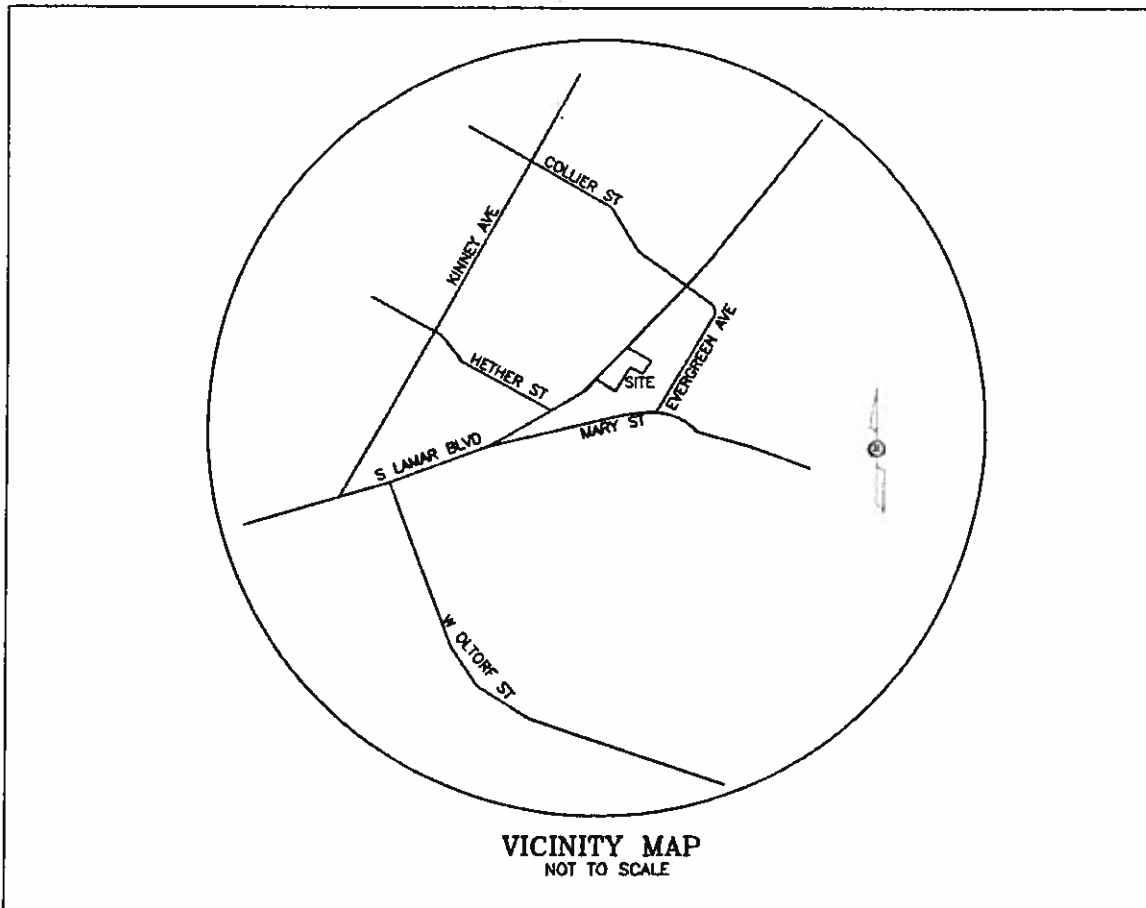 COLLIER ST
KINNEY AVE
HETHER ST
SITE
EVERGREEN AVE
MARY ST
S LAMAR BLVD
W OLTORF ST
VICINITY MAP
NOT TO SCALE